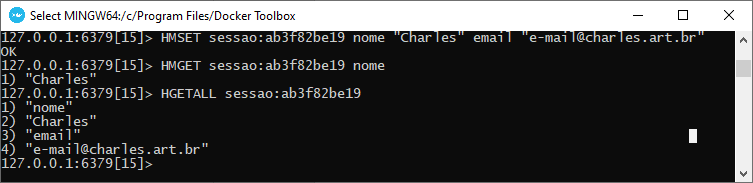 Select MINGW64:/c/Program Files/Docker Toolbox
127.0.0.1:6379[15]> HMSET sessao:ab3f82be19 nome "Charles" email "e-mail@charles.art.br"
OK
127.0.0.1:6379[15]> HMGET sessao:ab3f82be19 nome
1) "Charles"
127.0.0.1:6379[15]> HGETALL sessao:ab3f82be19
1) "nome"
2) "Charles"
3) "email"
4) "e-mail@charles.art.br"
127.0.0.1:6379[15]>